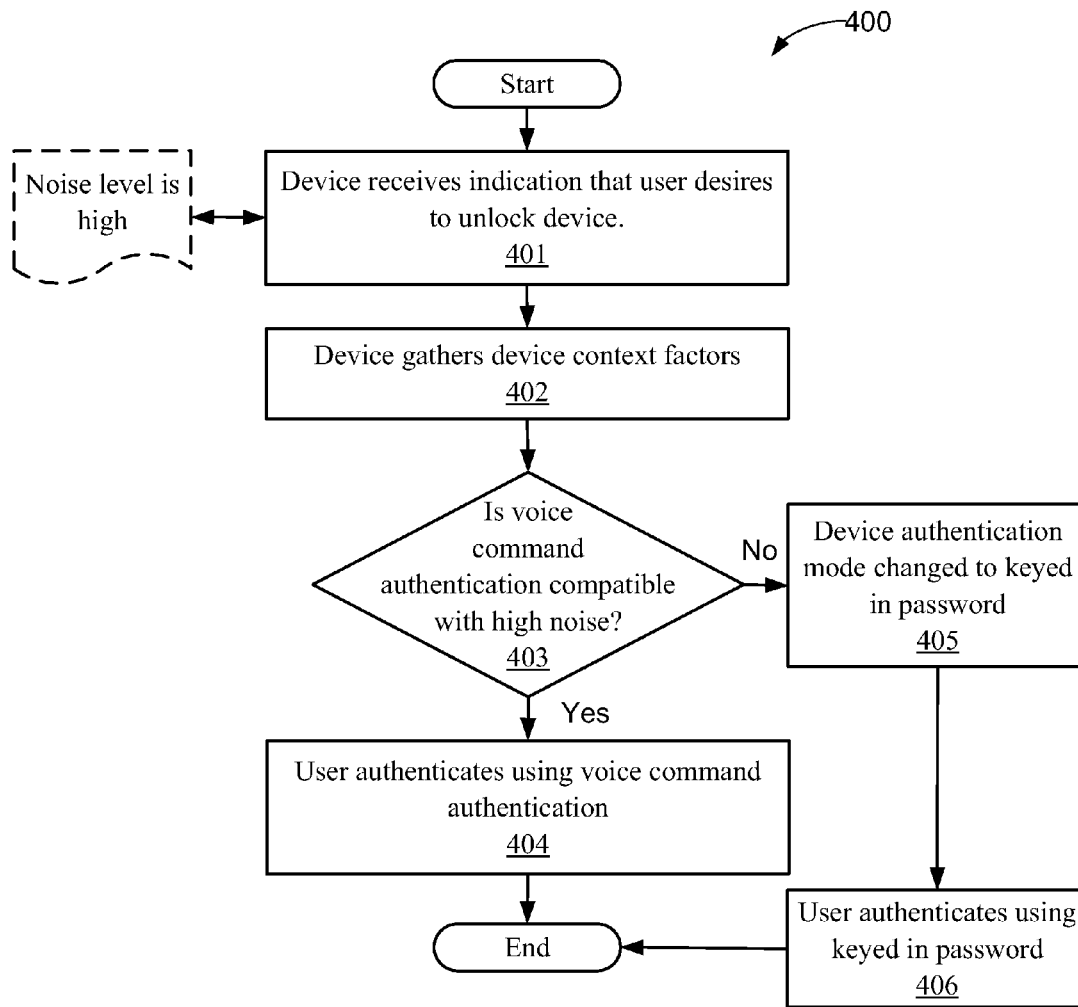 400
Start
Noise level is
high
Device receives indication that user desires
to unlock device.
401
Device gathers device context factors
402
Is voice
command
authentication compatible
with high noise?
403
No
Device authentication
mode changed to keyed
in password
405
Yes
User authenticates using voice command
authentication
404
User authenticates using
keyed in password
406
End